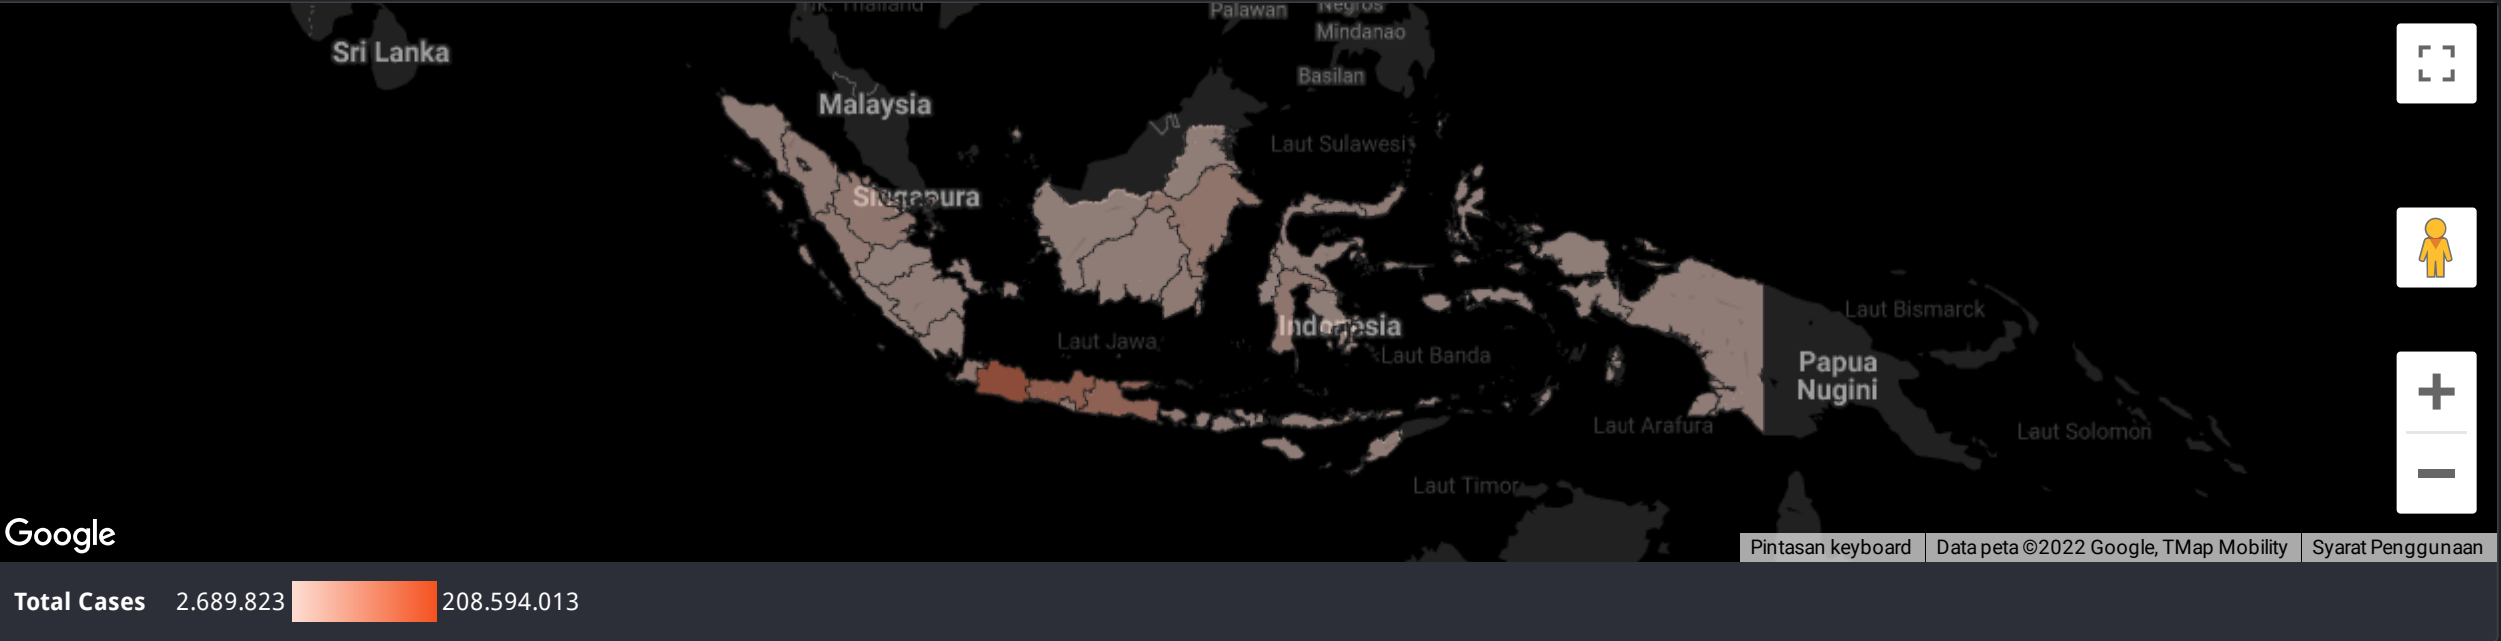 Palawan
Negros
Mindanao
Sri Lanka
Basilan
Malaysia
Laut Sulawesi
Singapura
Laut Bismarck
Indonesia
Laut Jawa
Laut Banda
Papua
Nugini
Laut Arafura
Laut Solomon
Laut Timor
Google
Pintasan keyboard
Data peta ©2022 Google, TMap Mobility
Syarat Penggunaan
Total Cases 2.689.823 208.594.013